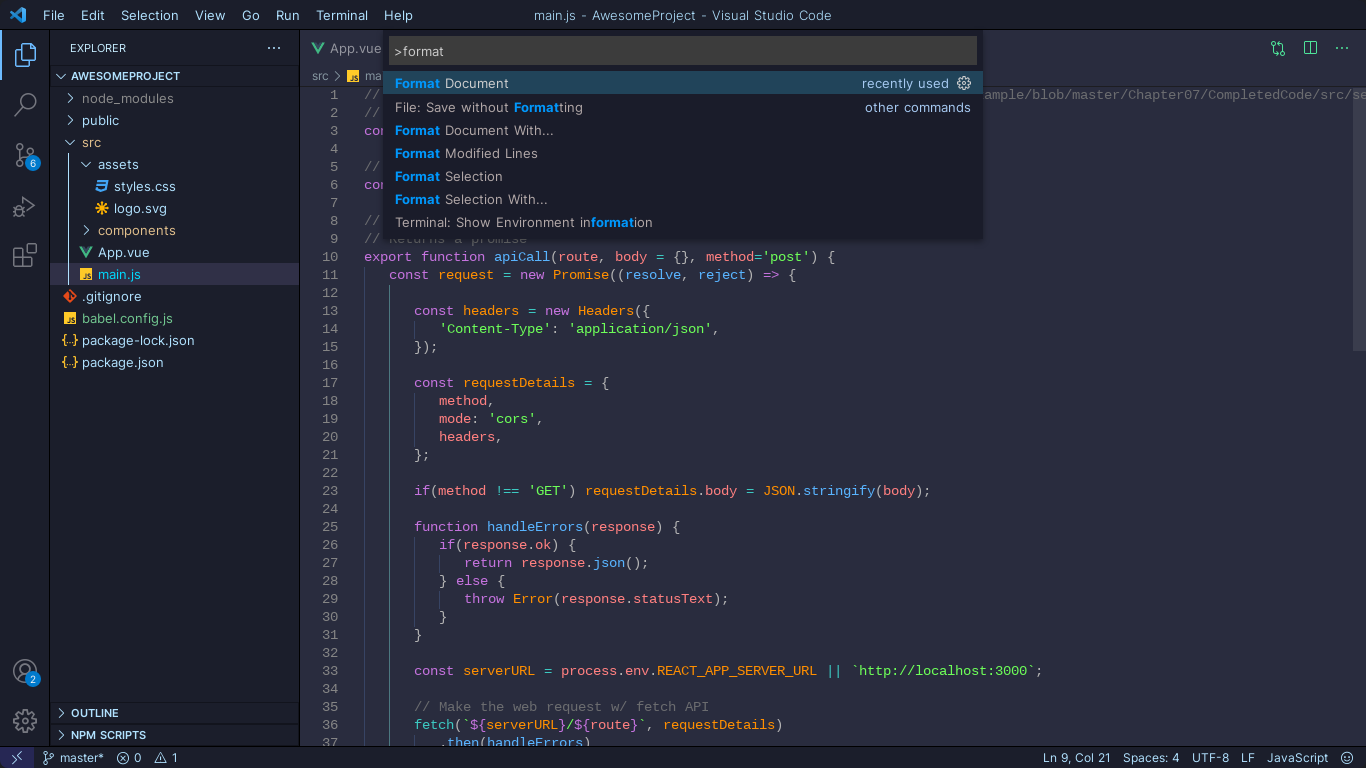 File Edit Selection View Go Run Terminal Help
main.js - AwesomeProject - Visual Studio Code
EXPLORER
AWESOMEPROJECT
node_modules
public
src
assets
styles.css
logo.svg
components
App.vue
main.js
.gitignore
babel.config.js
package-lock.json
package.json
OUTLINE
NPM SCRIPTS
6
2
App.vue
src > JS
>format
Format Document recently used
File: Save without Formatting other commands
Format Document With...
Format Modified Lines
Format Selection
Format Selection With...
Terminal: Show Environment information
1 // ample/blob/master/Chapter07/CompletedCode/src/se
2 //
3
4
5 //
6
7
8 //
9 // Returns a promise
10 export function apiCall(route, body = {}, method='post') {
11 const request = new Promise((resolve, reject) => {
12
13 const headers = new Headers({
14 'Content-Type': 'application/json',
15 });
16
17 const requestDetails = {
18 method,
19 mode: 'cors',
20 headers,
21 };
22
23 if(method !== 'GET') requestDetails.body = JSON.stringify(body);
24
25 function handleErrors(response) {
26 if(response.ok) {
27 return response.json();
28 } else {
29 throw Error(response.statusText);
30 }
31 }
32
33 const serverURL = process.env.REACT_APP_SERVER_URL || `http://localhost:3000`;
34
35 // Make the web request w/ fetch API
36 fetch(`${serverURL}/${route}`, requestDetails)
37 .then(handleErrors)
master* 0 1
Ln 9, Col 21 Spaces: 4 UTF-8 LF JavaScript